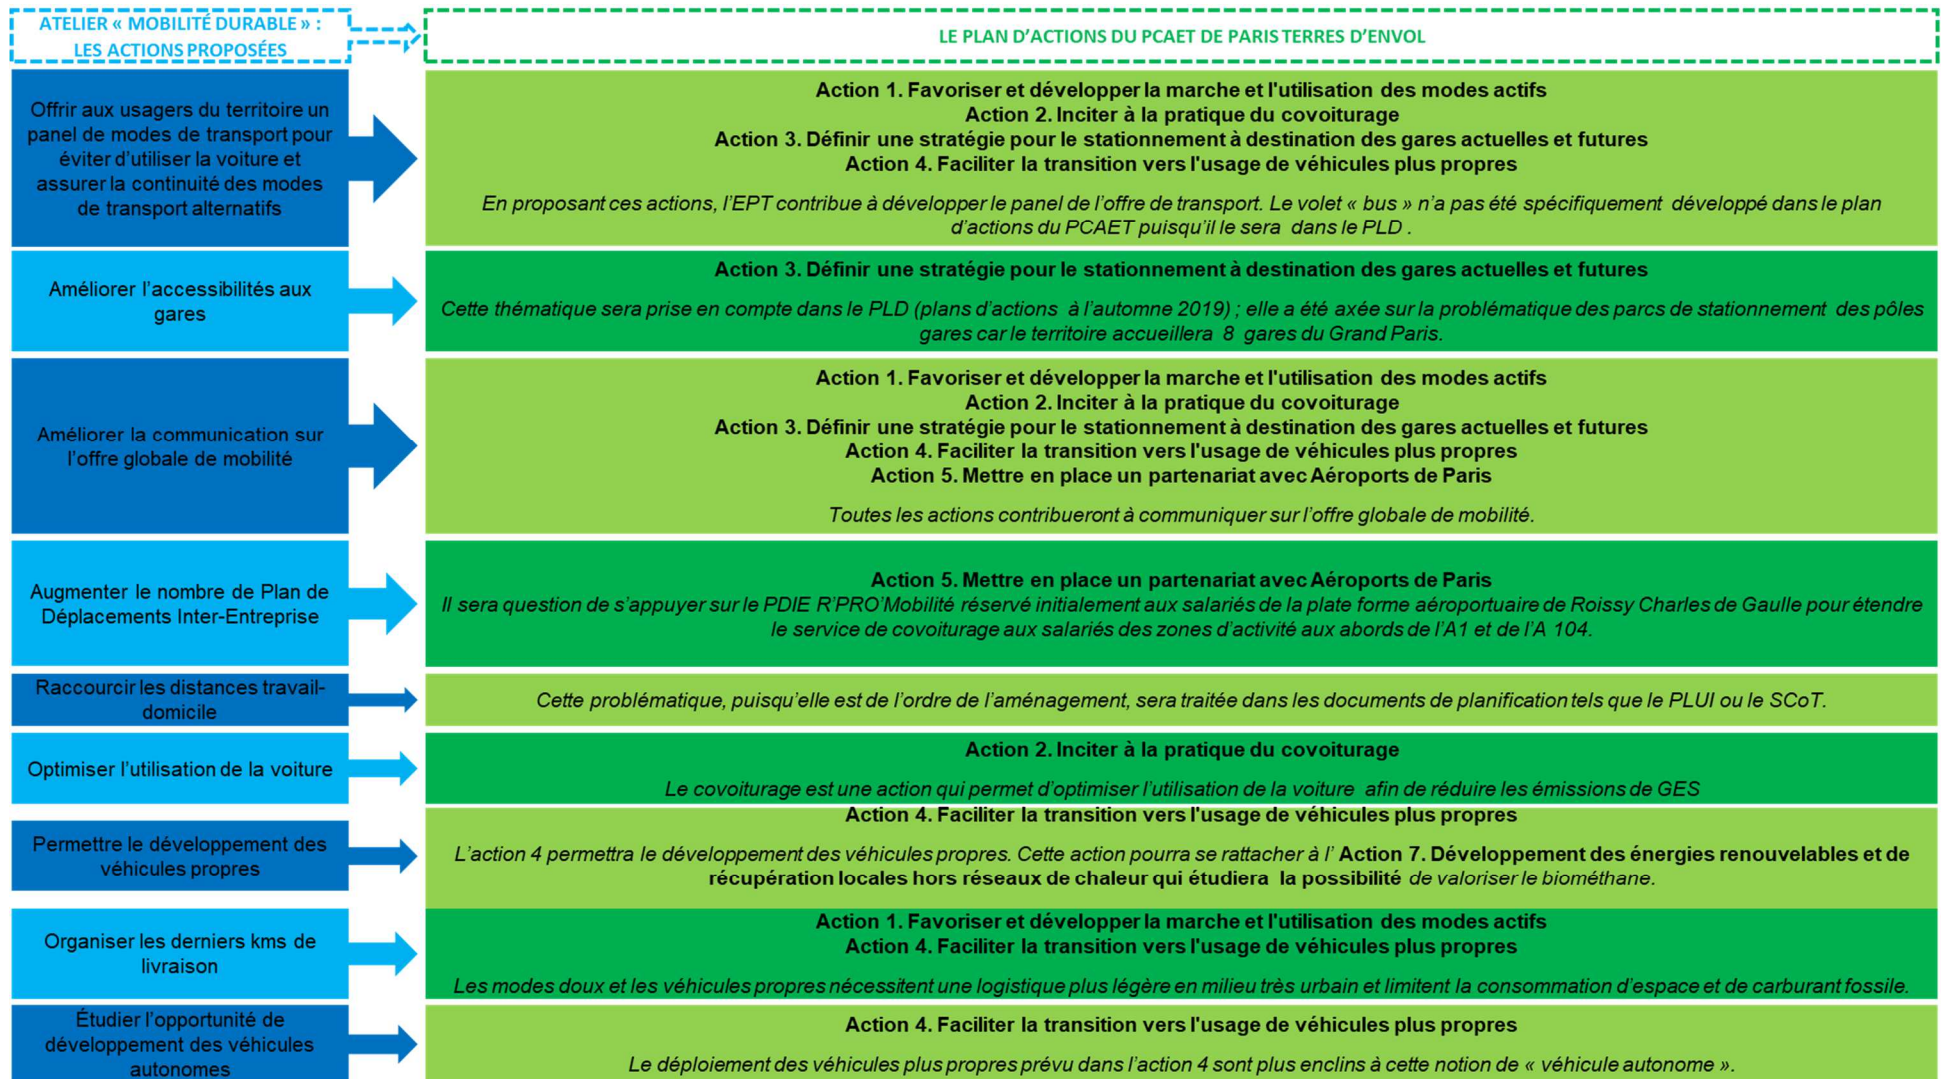 ATELIER « MOBILITÉ DURABLE » :
LES ACTIONS PROPOSÉES
LE PLAN D'ACTIONS DU PCAET DE PARIS TERRES D'ENVOL
Offrir aux usagers du territoire un
panel de modes de transport pour
éviter d'utiliser la voiture et
assurer la continuité des modes
de transport alternatifs
Action 1. Favoriser et développer la marche et l'utilisation des modes actifs
Action 2. Inciter à la pratique du covoiturage
Action 3. Définir une stratégie pour le stationnement à destination des gares actuelles et futures
Action 4. Faciliter la transition vers l'usage de véhicules plus propres
En proposant ces actions, l'EPT contribue à développer le panel de l'offre de transport. Le volet « bus » n'a pas été spécifiquement développé dans le plan
d'actions du PCAET puisqu'il le sera dans le PLD .
Améliorer l'accessibilités aux
gares
Action 3. Définir une stratégie pour le stationnement à destination des gares actuelles et futures
Cette thématique sera prise en compte dans le PLD (plans d'actions à l'automne 2019) ; elle a été axée sur la problématique des parcs de stationnement des pôles
gares car le territoire accueillera 8 gares du Grand Paris.
Améliorer la communication sur
l'offre globale de mobilité
Action 1. Favoriser et développer la marche et l'utilisation des modes actifs
Action 2. Inciter à la pratique du covoiturage
Action 3. Définir une stratégie pour le stationnement à destination des gares actuelles et futures
Action 4. Faciliter la transition vers l'usage de véhicules plus propres
Action 5. Mettre en place un partenariat avec Aéroports de Paris
Toutes les actions contribueront à communiquer sur l'offre globale de mobilité.
Augmenter le nombre de Plan de
Déplacements Inter-Entreprise
Action 5. Mettre en place un partenariat avec Aéroports de Paris
Il sera question de s'appuyer sur le PDIE R'PRO'Mobilité réservé initialement aux salariés de la plate forme aéroportuaire de Roissy Charles de Gaulle pour étendre
le service de covoiturage aux salariés des zones d'activité aux abords de l'A1 et de l'A 104.
Raccourcir les distances travail-
domicile
Cette problématique, puisqu'elle est de l'ordre de l'aménagement, sera traitée dans les documents de planification tels que le PLUI ou le SCoT.
Optimiser l'utilisation de la voiture
Action 2. Inciter à la pratique du covoiturage
Le covoiturage est une action qui permet d'optimiser l'utilisation de la voiture afin de réduire les émissions de GES
Permettre le développement des
véhicules propres
Action 4. Faciliter la transition vers l'usage de véhicules plus propres
L'action 4 permettra le développement des véhicules propres. Cette action pourra se rattacher à l' Action 7. Développement des énergies renouvelables et de
récupération locales hors réseaux de chaleur qui étudiera la possibilité de valoriser le biométhane.
Organiser les derniers kms de
livraison
Action 1. Favoriser et développer la marche et l'utilisation des modes actifs
Action 4. Faciliter la transition vers l'usage de véhicules plus propres
Les modes doux et les véhicules propres nécessitent une logistique plus légère en milieu très urbain et limitent la consommation d'espace et de carburant fossile.
Étudier l'opportunité de
développement des véhicules
autonomes
Action 4. Faciliter la transition vers l'usage de véhicules plus propres
Le déploiement des véhicules plus propres prévu dans l'action 4 sont plus enclins à cette notion de « véhicule autonome ».